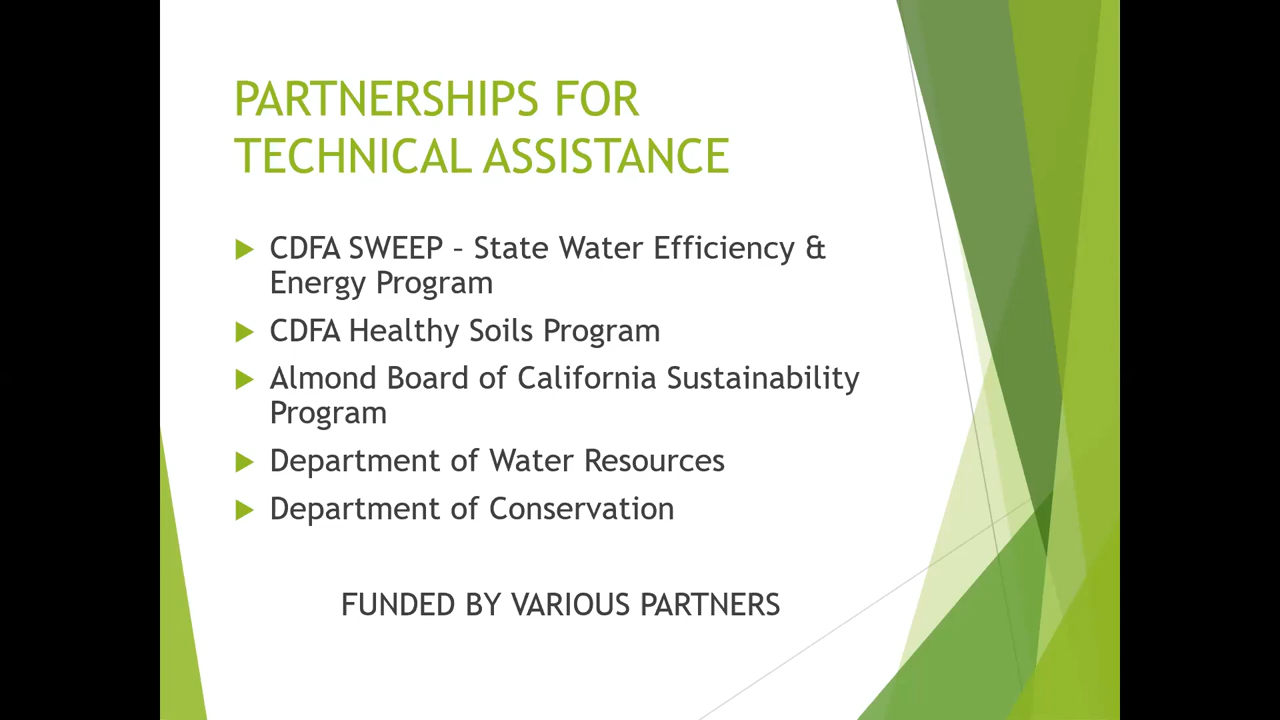 PARTNERSHIPS FOR
TECHNICAL ASSISTANCE
CDFA SWEEP – State Water Efficiency &
Energy Program
CDFA Healthy Soils Program
Almond Board of California Sustainability
Program
Department of Water Resources
Department of Conservation
FUNDED BY VARIOUS PARTNERS